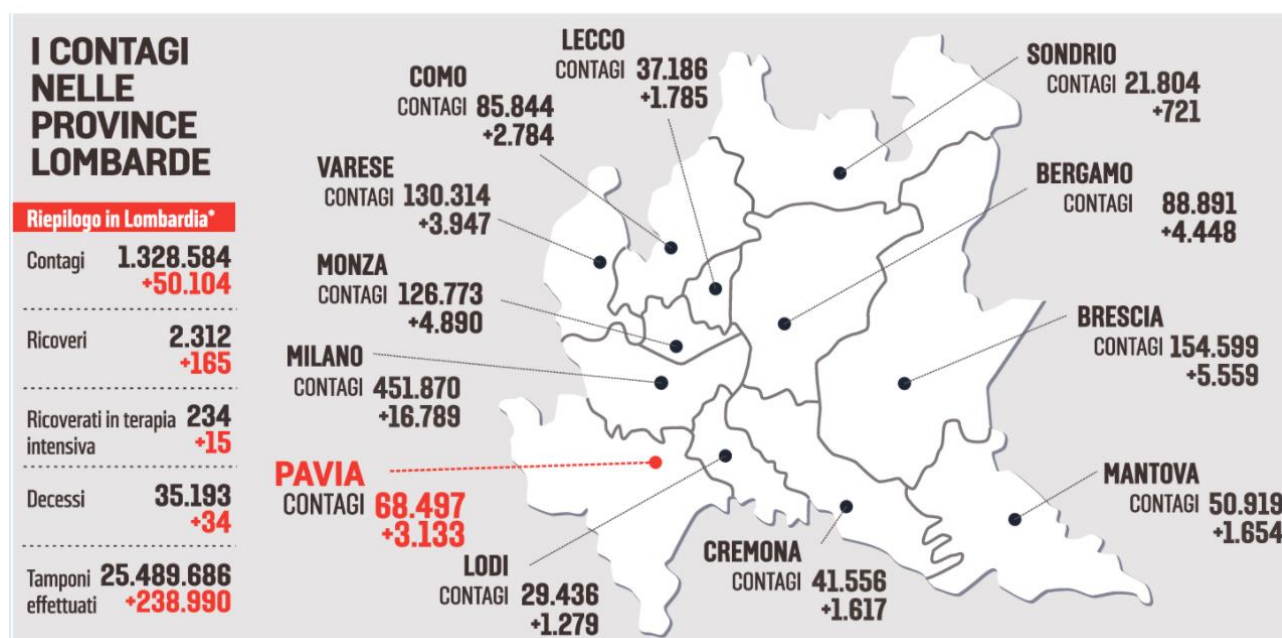 I CONTAGI
NELLE
PROVINCE
LOMBARDE
Riepilogo in Lombardia*
Contagi 1.328.584
+50.104
Ricoveri 2.312
+165
Ricoverati in terapia 234
intensiva +15
Decessi 35.193
+34
Tamponi 25.489.686
effettuati +238.990
LECCO
CONTAGI 37.186
+1.785
SONDRIO
CONTAGI 21.804
+721
COMO
CONTAGI 85.844
+2.784
VARESE
CONTAGI 130.314
+3.947
BERGAMO
CONTAGI 88.891
+4.448
MONZA
CONTAGI 126.773
+4.890
BRESCIA
CONTAGI 154.599
+5.559
MILANO
CONTAGI 451.870
+16.789
PAVIA
CONTAGI 68.497
+3.133
MANTOVA
CONTAGI 50.919
+1.654
LODI
CONTAGI 29.436
+1.279
CREMONA
CONTAGI 41.556
+1.617